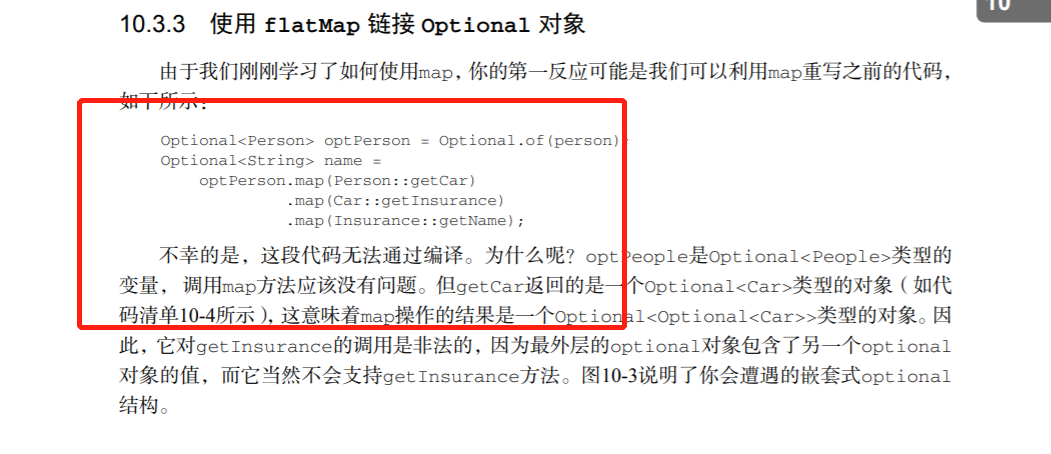 10
10.3.3 使用 flatMap 链接 Optional 对象
由于我们刚刚学习了如何使用map，你的第一反应可能是我们可以利用map重写之前的代码，
如下所示：
Optional<Person> optPerson = Optional.of(person);
Optional<String> name =
optPerson.map(Person::getCar)
.map(Car::getInsurance)
.map(Insurance::getName);
不幸的是，这段代码无法通过编译。为什么呢？optPeople是Optional<People>类型的
变量，调用map方法应该没有问题。但getCar返回的是一个Optional<Car>类型的对象（如代
码清单10-4所示），这意味着map操作的结果是一个Optional<Optional<Car>>类型的对象。因
此，它对getInsurance的调用是非法的，因为最外层的optional对象包含了另一个optional
对象的值，而它当然不会支持getInsurance方法。图10-3说明了你会遭遇的嵌套式optional
结构。